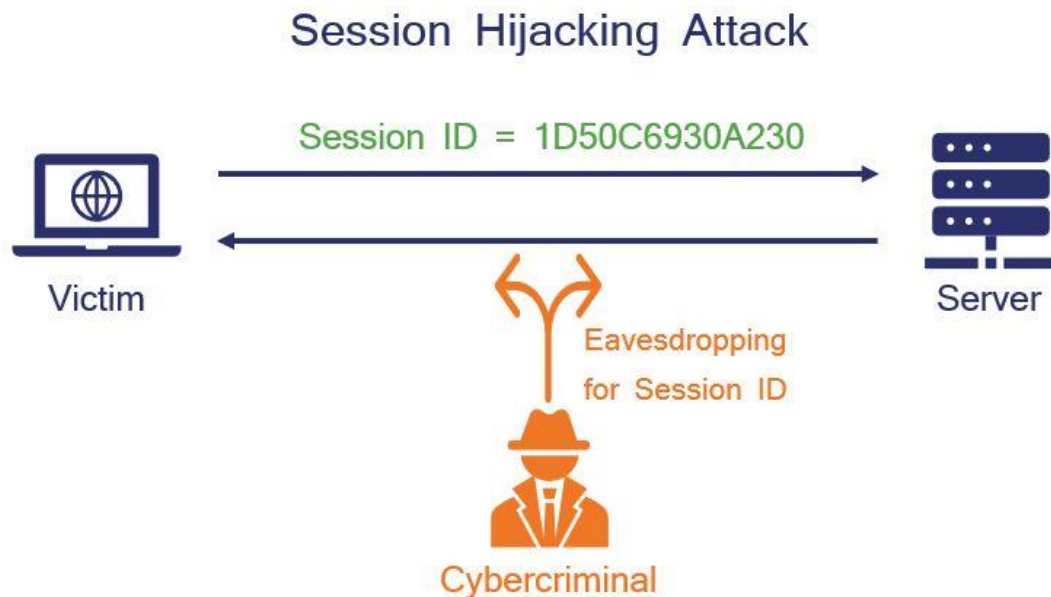 Session Hijacking Attack
Session ID = 1D50C6930A230
Victim
Server
Eavesdropping
for Session ID
Cybercriminal